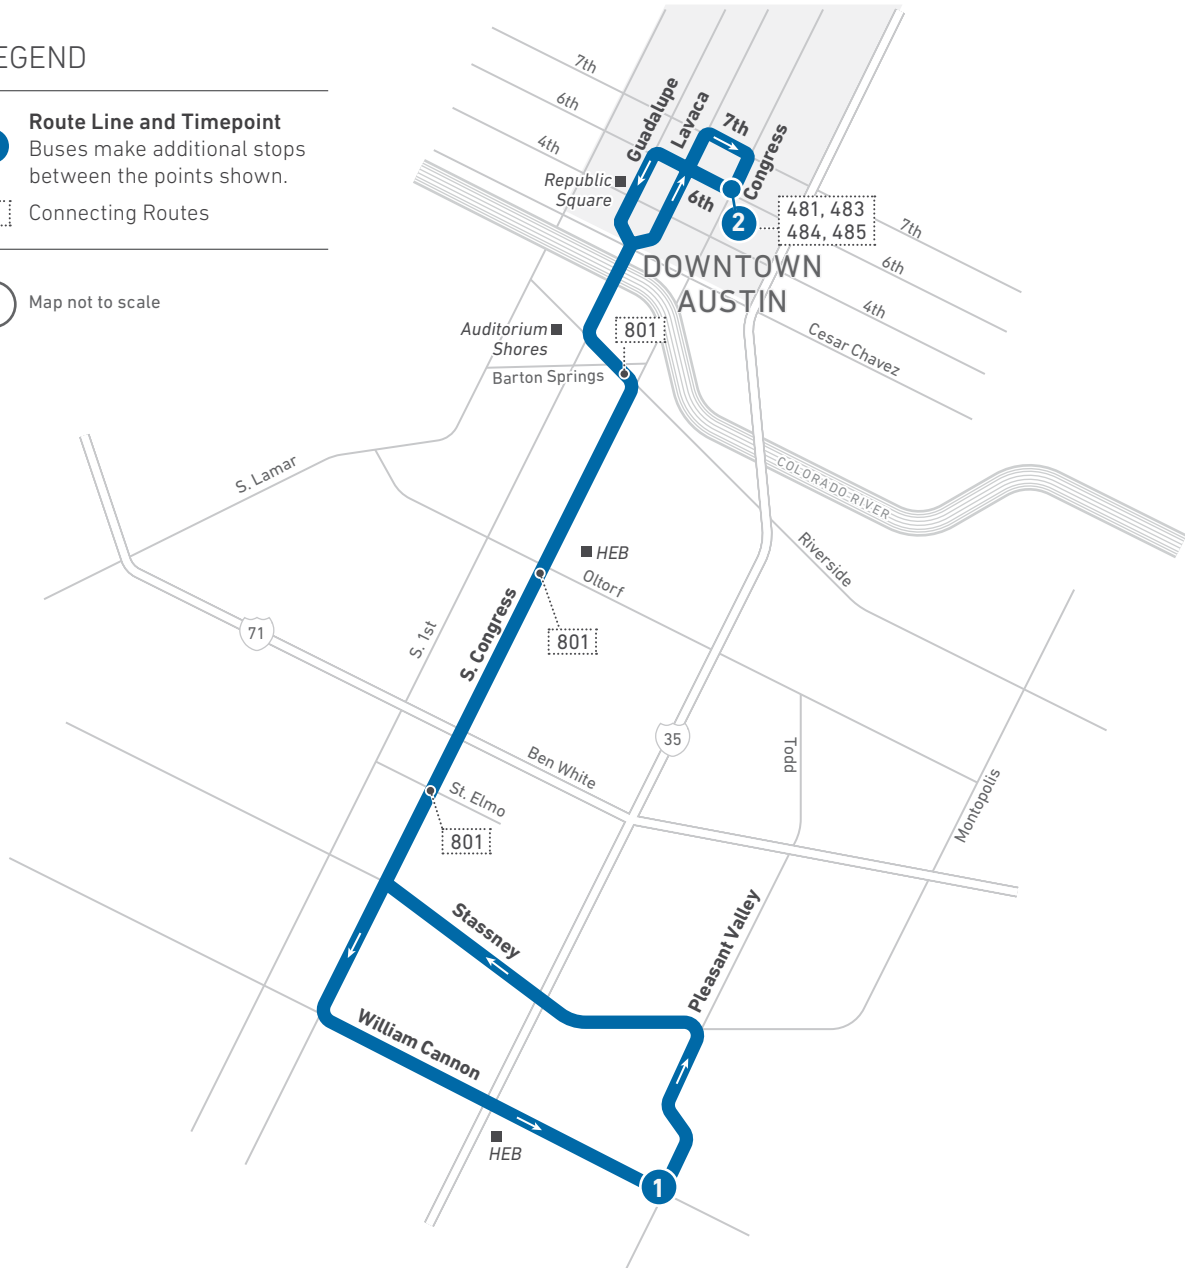 EGEND
Route Line and Timepoint
Buses make additional stops
between the points shown.
Connecting Routes
Map not to scale
7th
6th
4th
Guadalupe
Lavaca
7th
Congress
Republic
Square
6th
2
481, 483
484, 485
7th
6th
4th
Cesar Chavez
DOWNTOWN
AUSTIN
Auditorium
Shores
801
Barton Springs
S. Lamar
COLORADO RIVER
HEB
Oltorf
Riverside
801
S. 1st
S. Congress
71
35
Ben White
Todd
Montopolis
St. Elmo
801
Stassney
Pleasant Valley
William Cannon
HEB
1